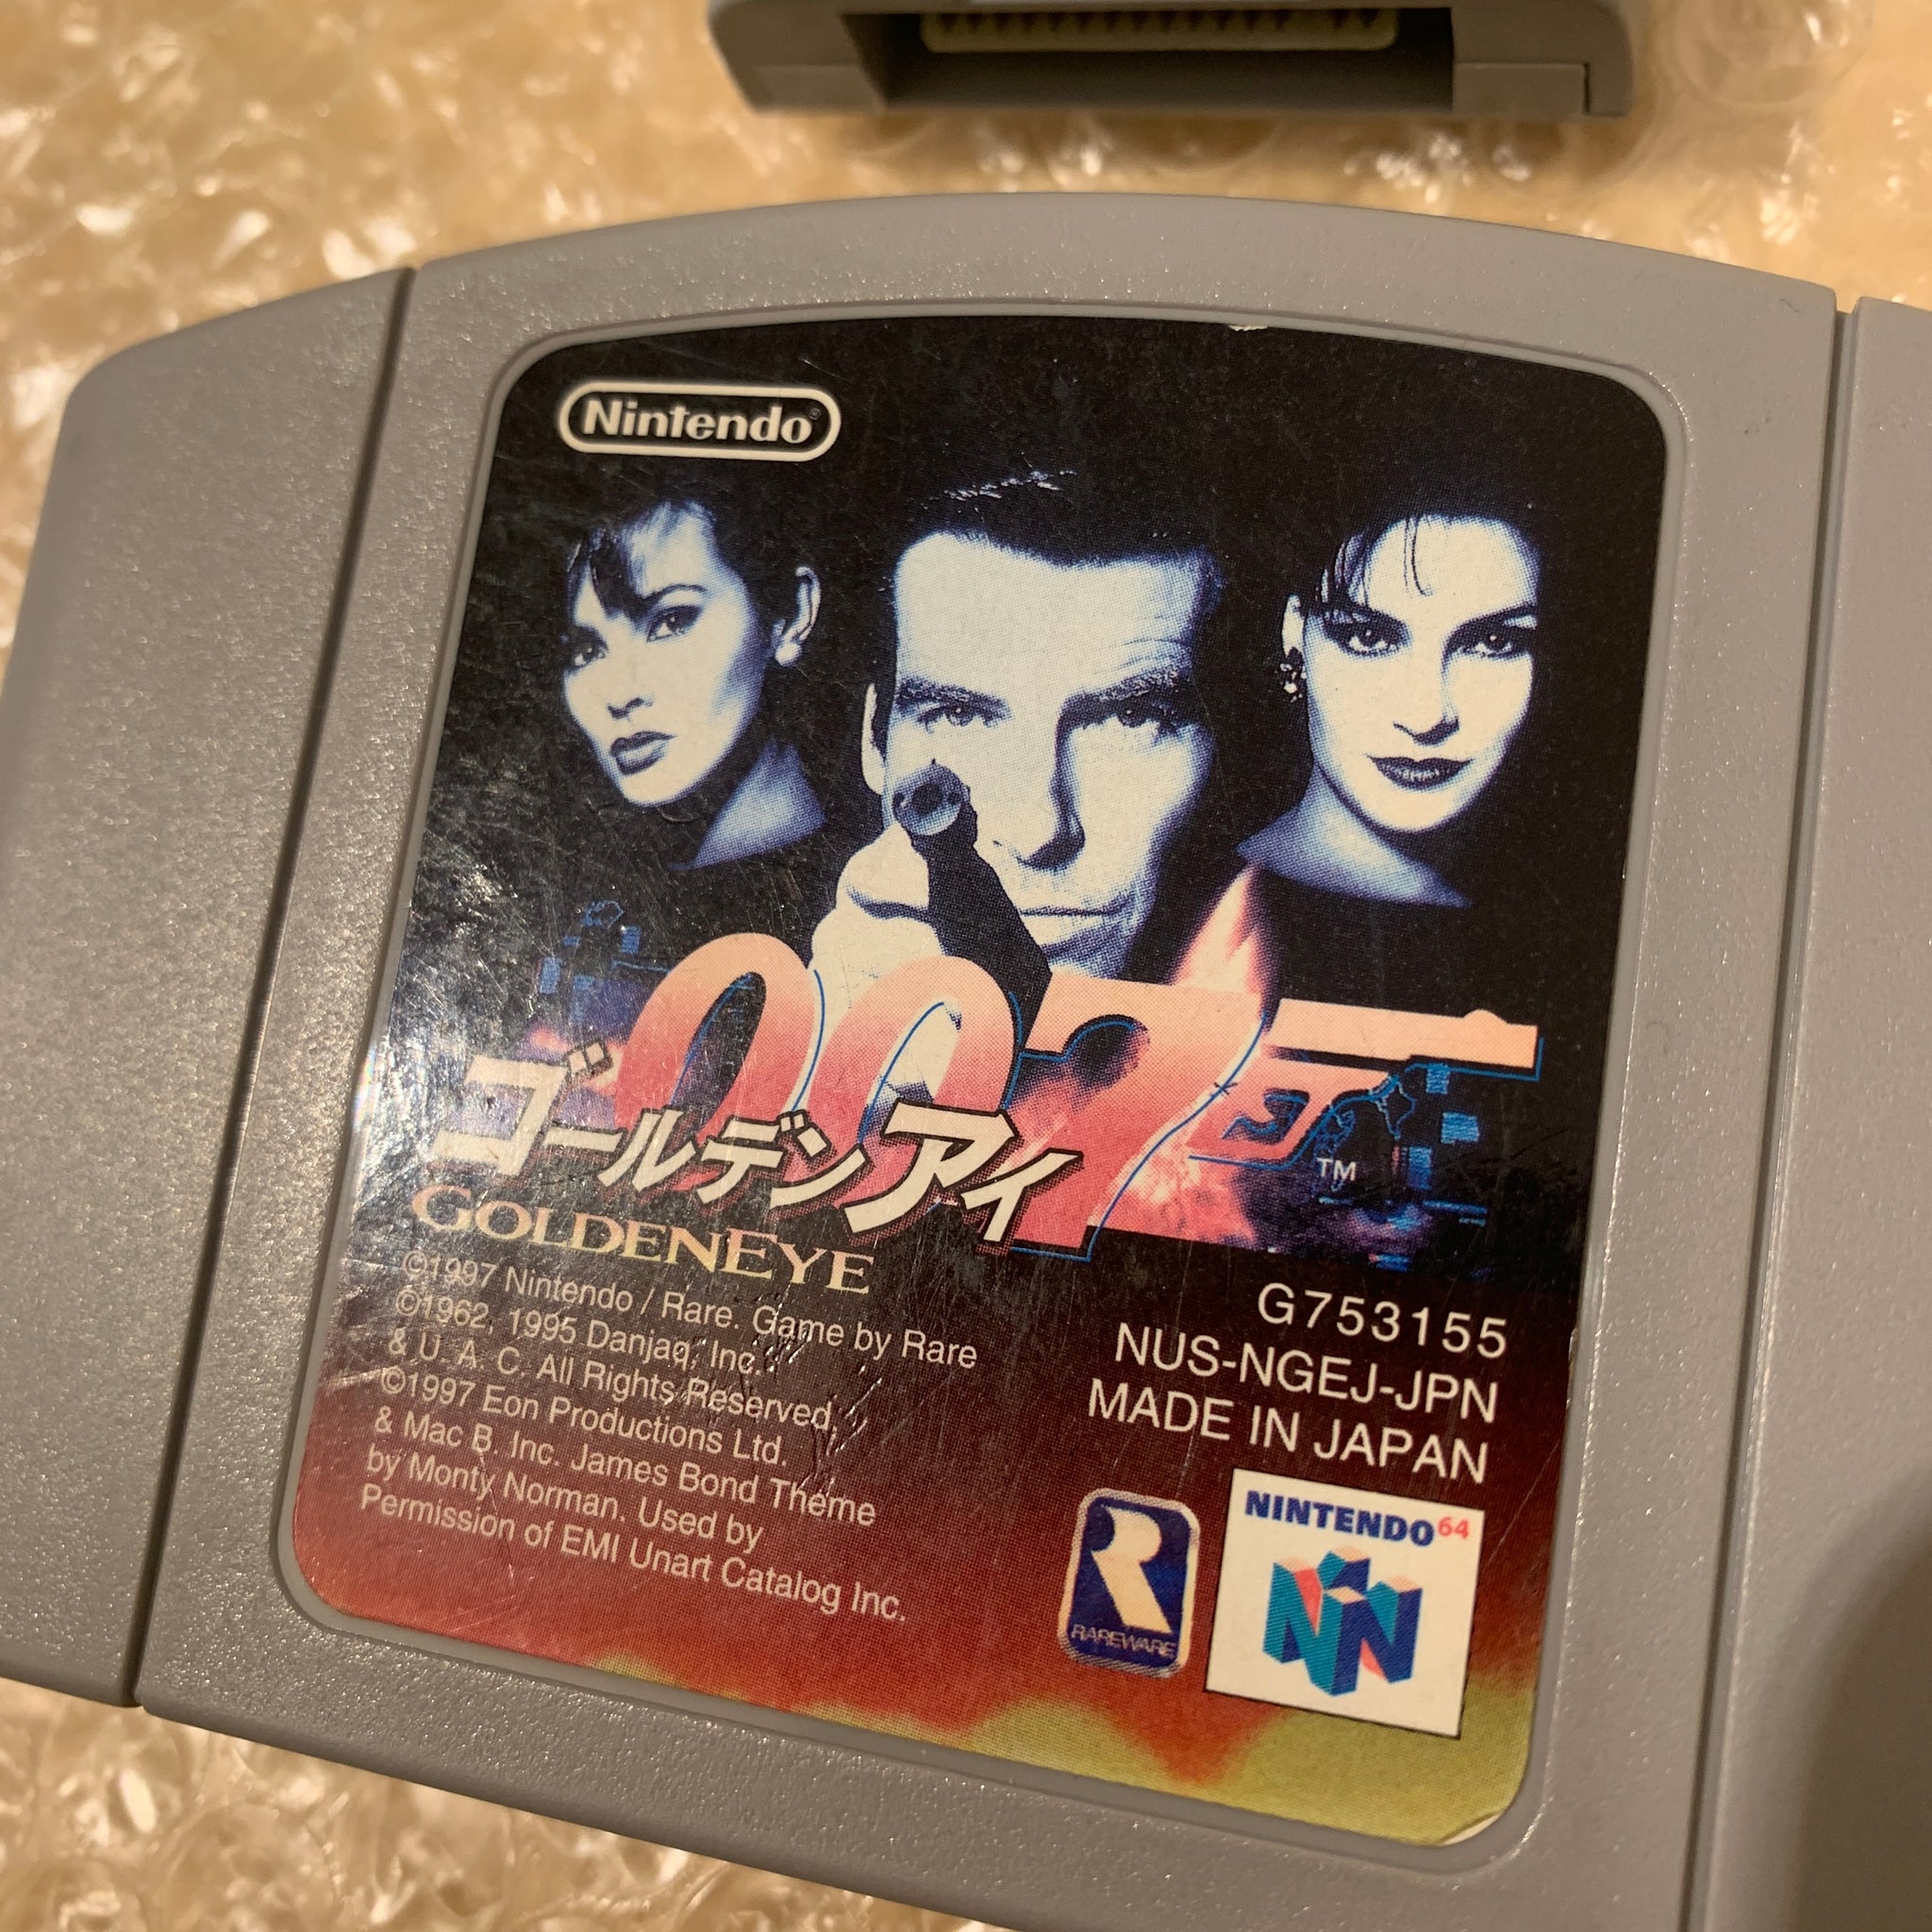 Nintendo®
007
ゴールデンアイ
TM
GOLDENEYE
©1997 Nintendo / Rare. Game by Rare
©1962, 1995 Danjaq, Inc.
& U. A. C. All Rights Reserved.
©1997 Eon Productions Ltd.
& Mac B. Inc. James Bond Theme
by Monty Norman. Used by
Permission of EMI Unart Catalog Inc.
G753155
NUS-NGEJ-JPN
MADE IN JAPAN
RAREWARE
NINTENDO 64